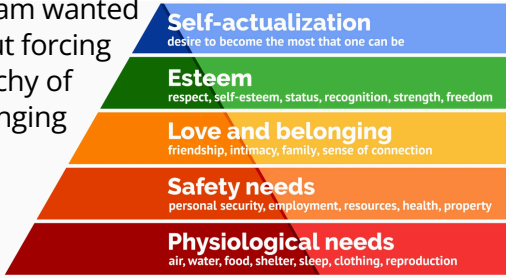 am wanted
ut forcing
chy of
nging
Self-actualization
desire to become the most that one can be
Esteem
respect, self-esteem, status, recognition, strength, freedom
Love and belonging
friendship, intimacy, family, sense of connection
Safety needs
personal security, employment, resources, health, property
Physiological needs
air, water, food, shelter, sleep, clothing, reproduction